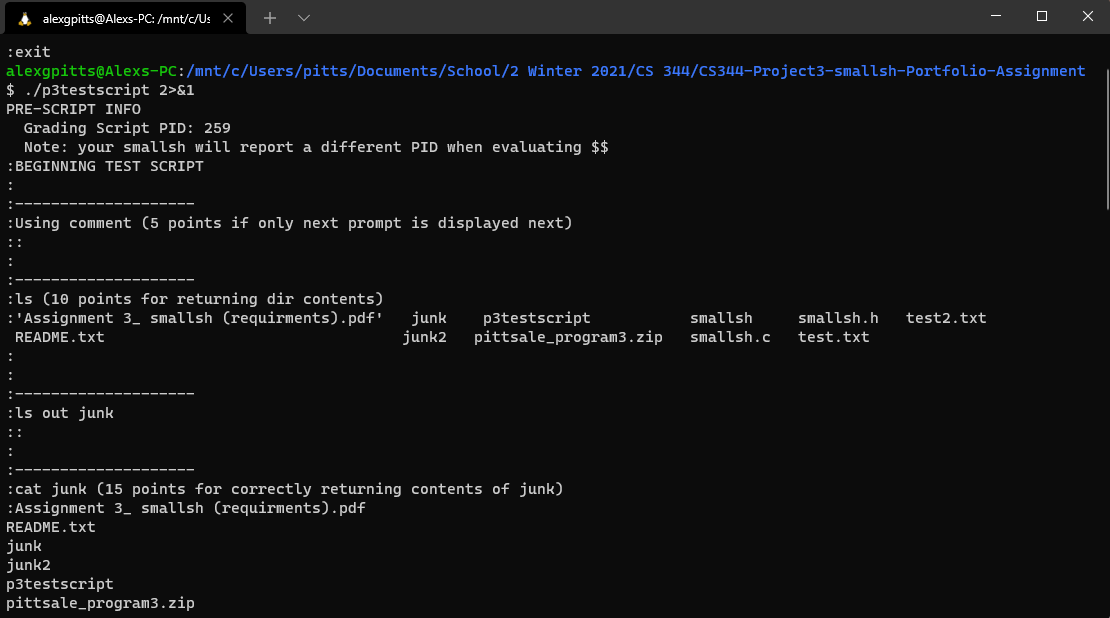 alexgpitts@Alexs-PC: /mnt/c/Us
:exit
alexgpitts@Alexs-PC:/mnt/c/Users/pitts/Documents/School/2 Winter 2021/CS 344/CS344-Project3-smallsh-Portfolio-Assignment
$ ./p3testscript 2>&1
PRE-SCRIPT INFO
  Grading Script PID: 259
  Note: your smallsh will report a different PID when evaluating $$
:BEGINNING TEST SCRIPT
:
:--------------------
:Using comment (5 points if only next prompt is displayed next)
::
:
:--------------------
:ls (10 points for returning dir contents)
:'Assignment 3_ smallsh (requirments).pdf'   junk    p3testscript           smallsh     smallsh.h   test2.txt
 README.txt                                 junk2   pittsale_program3.zip   smallsh.c   test.txt
:
:
:--------------------
:ls out junk
::
:
:--------------------
:cat junk (15 points for correctly returning contents of junk)
:Assignment 3_ smallsh (requirments).pdf
README.txt
junk
junk2
p3testscript
pittsale_program3.zip